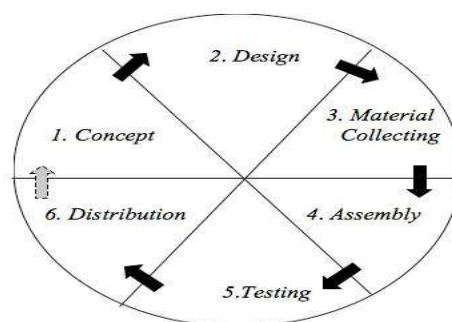 1. Concept
2. Design
3. Material
Collecting
4. Assembly
5.Testing
6. Distribution